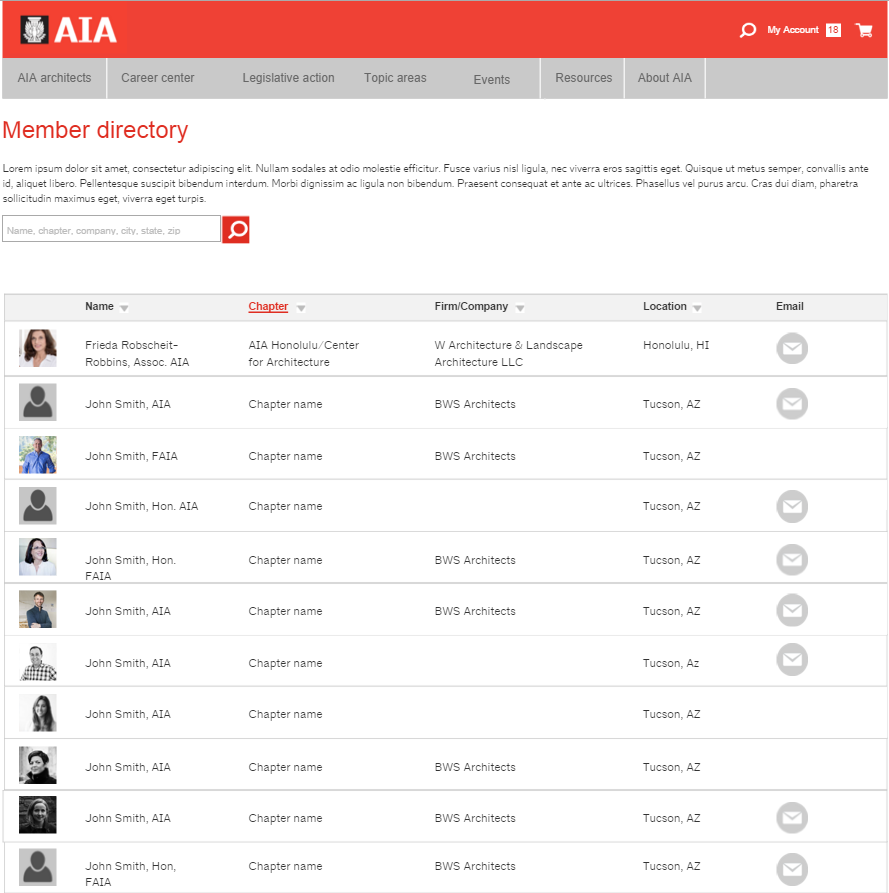 AIA
My Account 18
AIA architects Career center Legislative action Topic areas Events Resources About AIA
Member directory
Lorem ipsum dolor sit amet, consectetur adipiscing elit. Nullam sodales at odio molestie efficitur. Fusce varius nisl ligula, nec viverra eros sagittis eget. Quisque ut metus semper, convallis ante
id, aliquet libero. Pellentesque suscipit bibendum interdum. Morbi dignissim ac ligula non bibendum. Praesent consequat et ante ac ultrices. Phasellus vel purus arcu. Cras dui diam, pharetra
sollicitudin maximus eget, viverra eget turpis.
Name, chapter, company, city, state, zip
Name Chapter Firm/Company Location Email
Frieda Robscheit- AIA Honolulu/Center W Architecture & Landscape Honolulu, HI
Robbins, Assoc. AIA for Architecture Architecture LLC
John Smith, AIA Chapter name BWS Architects Tucson, AZ
John Smith, FAIA Chapter name BWS Architects Tucson, AZ
John Smith, Hon. AIA Chapter name Tucson, AZ
John Smith, Hon. Chapter name BWS Architects Tucson, AZ
FAIA
John Smith, AIA Chapter name BWS Architects Tucson, AZ
John Smith, AIA Chapter name Tucson, Az
John Smith, AIA Chapter name Tucson, AZ
John Smith, AIA Chapter name BWS Architects Tucson, AZ
John Smith, AIA Chapter name BWS Architects Tucson, AZ
John Smith, Hon, Chapter name BWS Architects Tucson, AZ
FAIA